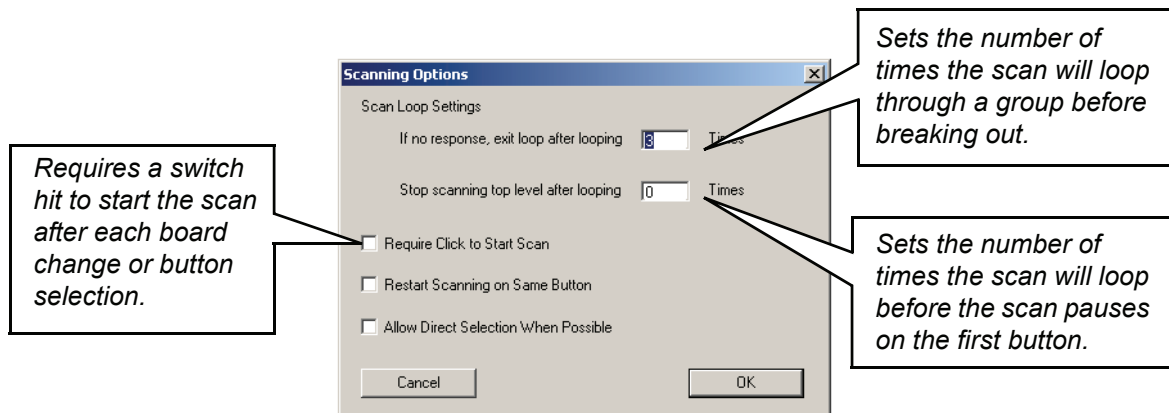 Scanning Options
Scan Loop Settings
If no response, exit loop after looping 3 Times
Stop scanning top level after looping 0 Times
Require Click to Start Scan
Restart Scanning on Same Button
Allow Direct Selection When Possible
Cancel OK
Requires a switch
hit to start the scan
after each board
change or button
selection.
Sets the number of
times the scan will loop
through a group before
breaking out.
Sets the number of
times the scan will loop
before the scan pauses
on the first button.